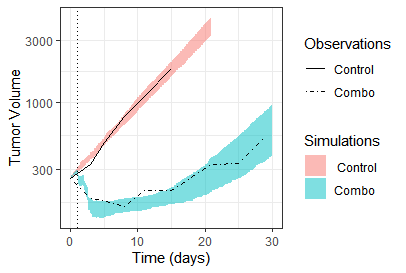 Tumor Volume
3000
1000
300
0
10
20
30
Time (days)
Observations
Control
Combo
Simulations
Control
Combo